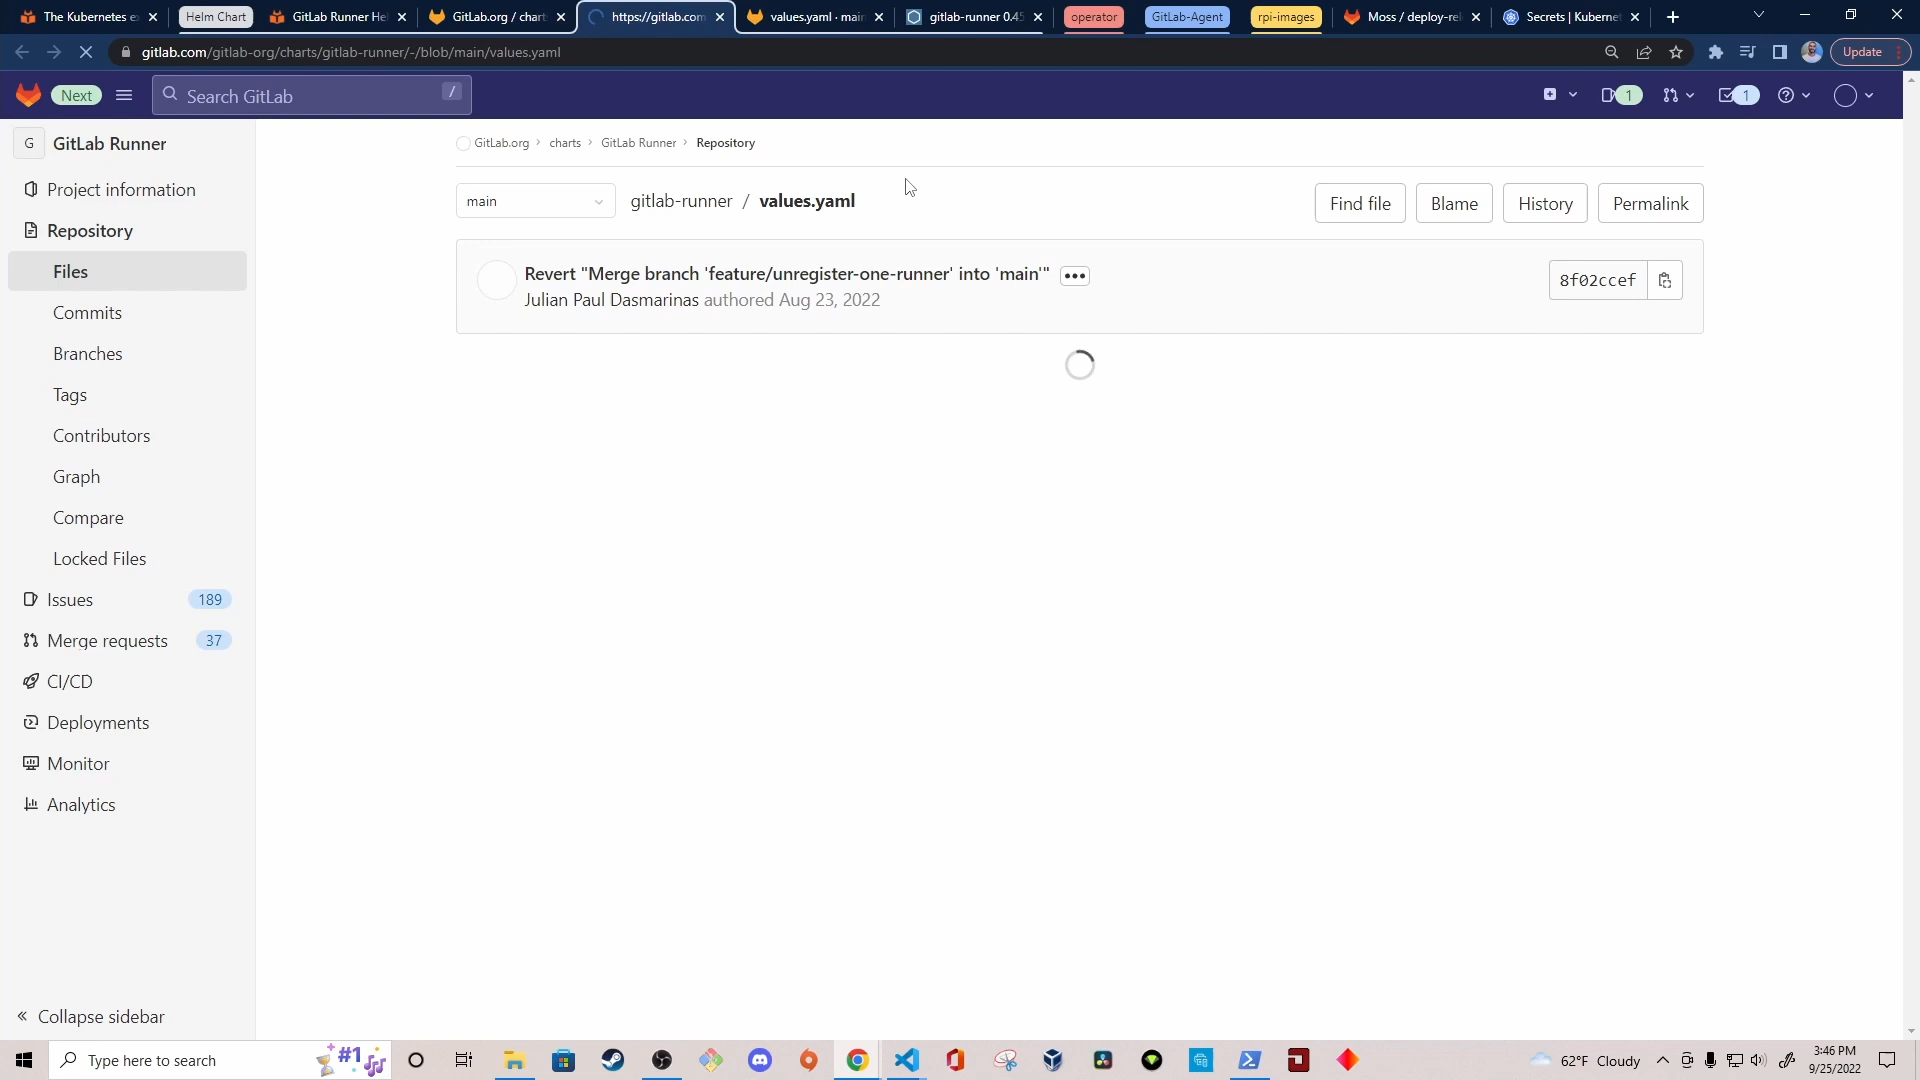 The Kubernetes e
Helm Chart
GitLab Runner He
GitLab.org / chart
https://gitlab.com
values.yaml · main
gitlab-runner 0.45
operator
GitLab-Agent
rpi-images
Moss / deploy-rel
Secrets | Kuberne
gitlab.com/gitlab-org/charts/gitlab-runner/-/blob/main/values.yaml
Update
Next
Search GitLab
/
1
1
G GitLab Runner
Project information
Repository
Files
Commits
Branches
Tags
Contributors
Graph
Compare
Locked Files
Issues 189
Merge requests 37
CI/CD
Deployments
Monitor
Analytics
Collapse sidebar
GitLab.org › charts › GitLab Runner › Repository
main
gitlab-runner / values.yaml
Find file
Blame
History
Permalink
Revert "Merge branch 'feature/unregister-one-runner' into 'main'"
Julian Paul Dasmarinas authored Aug 23, 2022
8f02ccef
Type here to search
#1
62°F Cloudy
3:46 PM
9/25/2022